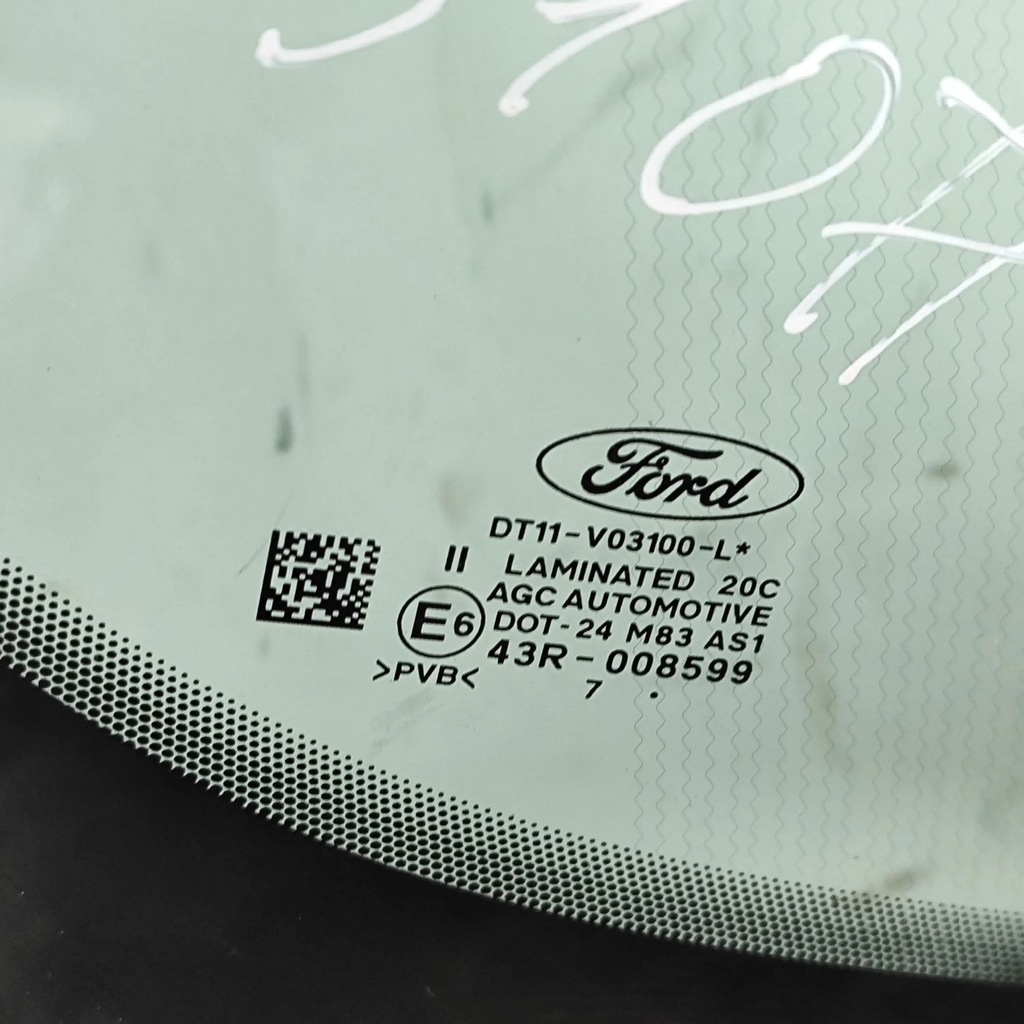 Ford
DT11-V03100-L*
II LAMINATED 20C
AGC AUTOMOTIVE
E6 DOT-24 M83 AS1
43R-008599
>PVB<
7 .